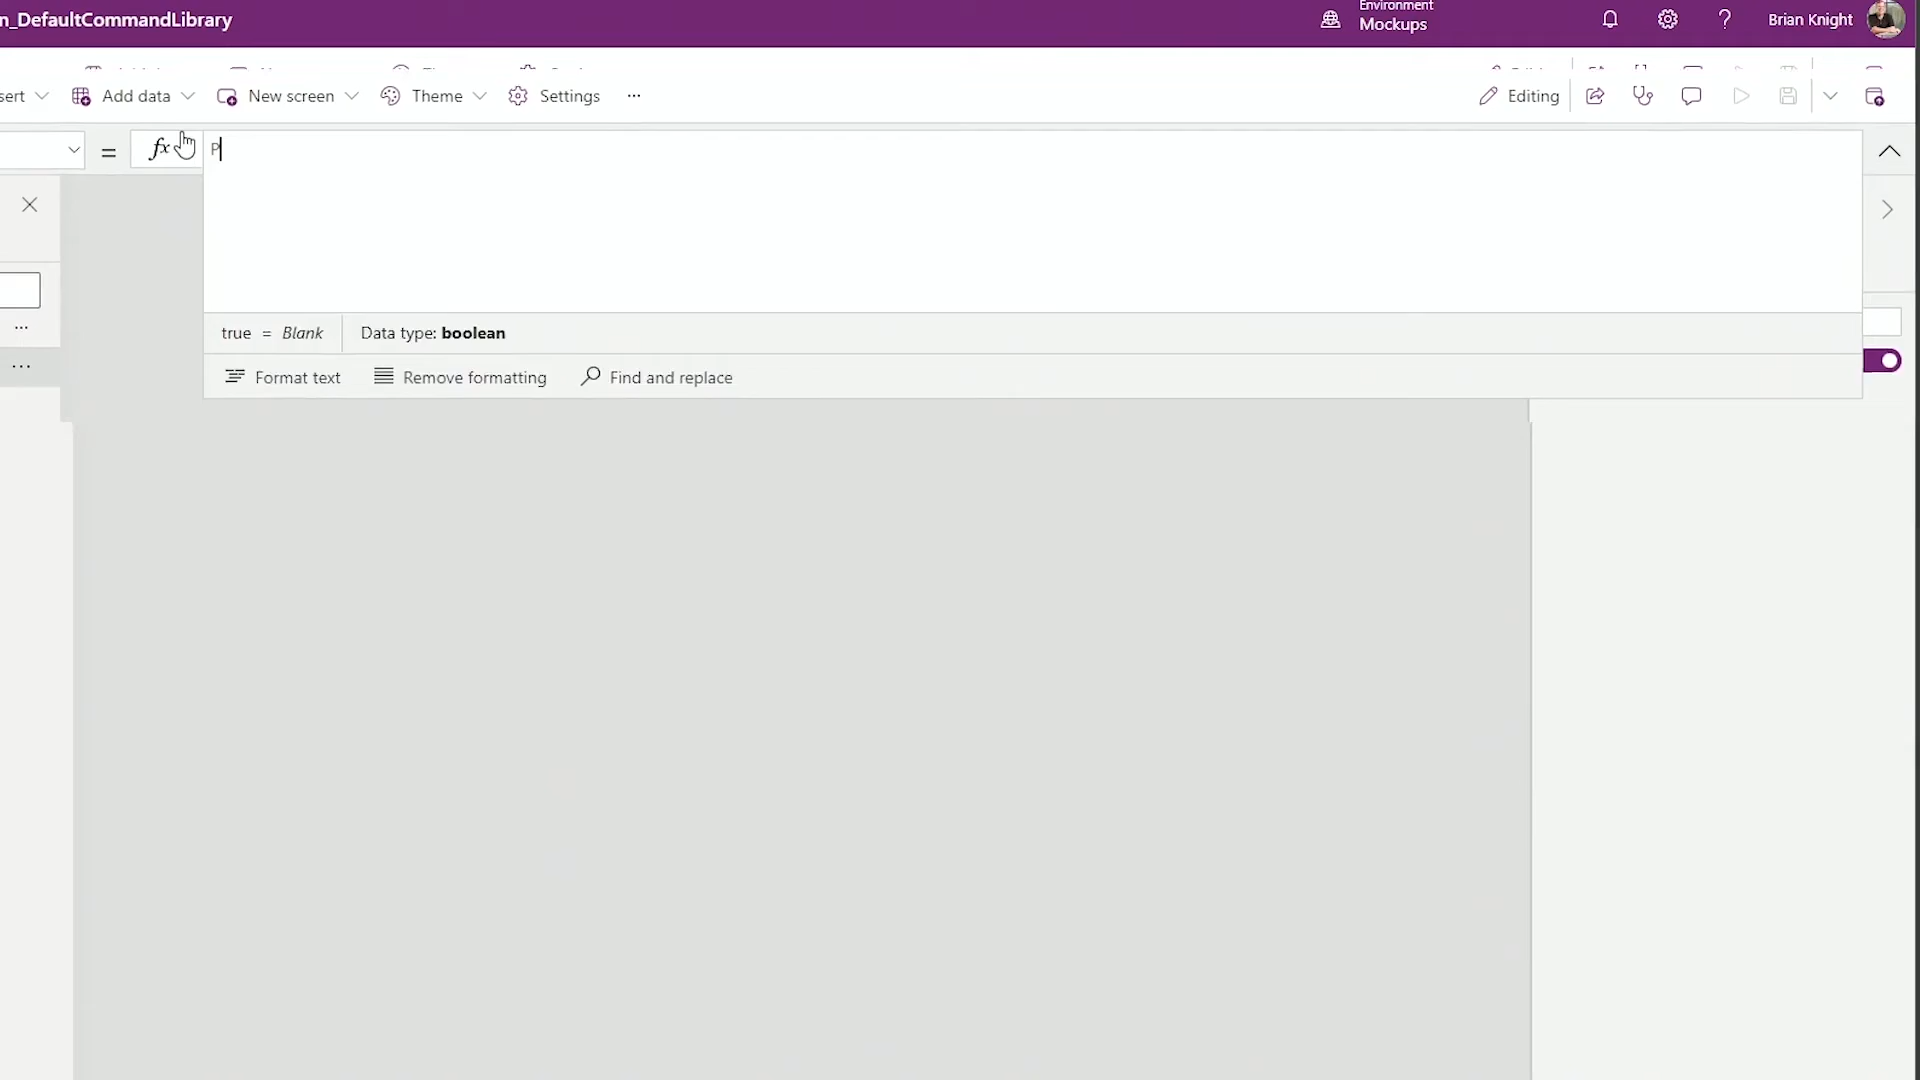 n_DefaultCommandLibrary
Environment
Mockups
Brian Knight
sert
Add data
New screen
Theme
Settings
...
Editing
=
fx
P
...
true = Blank
Data type: boolean
...
Format text
Remove formatting
Find and replace